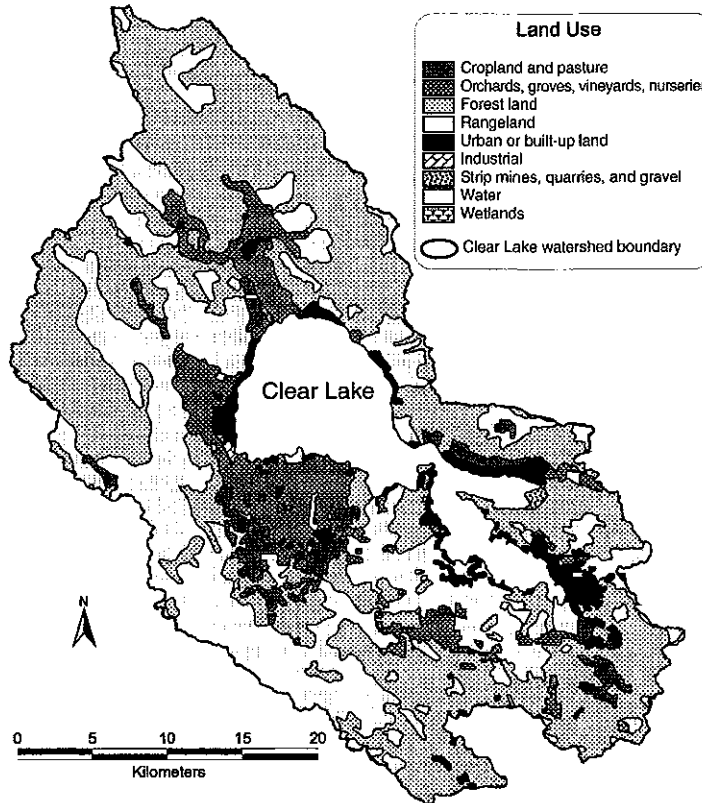 Land Use
Cropland and pasture
Orchards, groves, vineyards, nurseries
Forest land
Rangeland
Urban or built-up land
Industrial
Strip mines, quarries, and gravel
Water
Wetlands
Clear Lake watershed boundary
Clear Lake
N
0 5 10 15 20
Kilometers